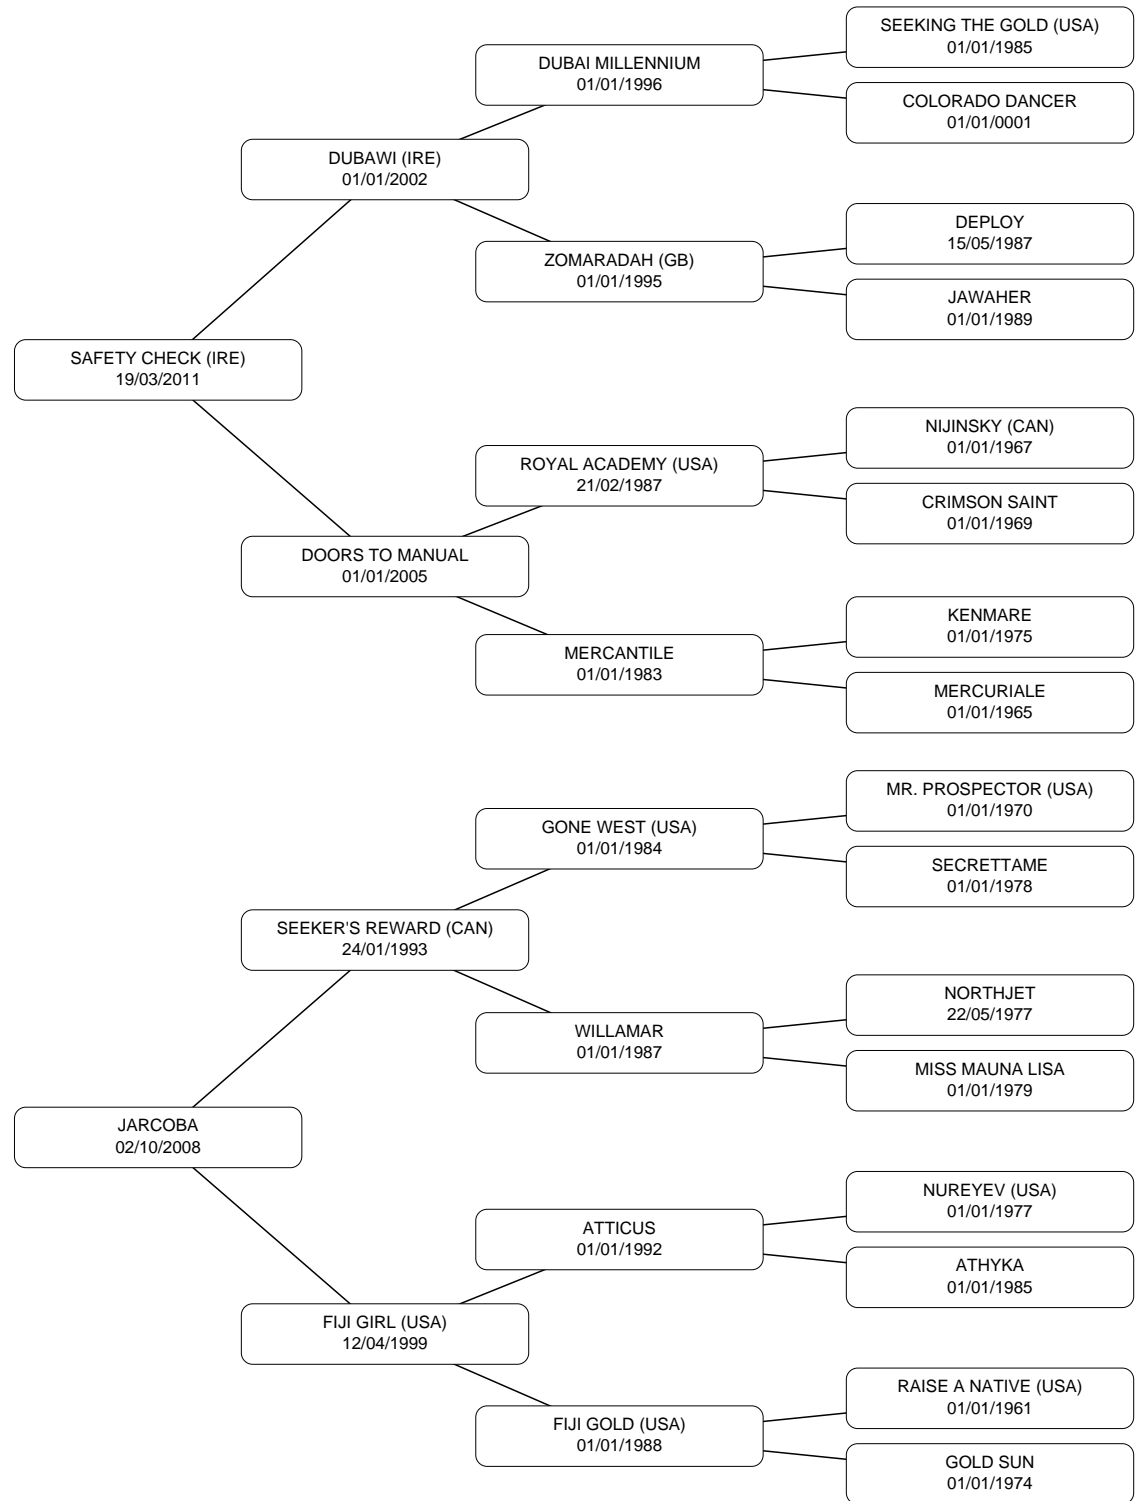 SEEKING THE GOLD (USA)
01/01/1985
DUBAI MILLENNIUM
01/01/1996
COLORADO DANCER
01/01/0001
DUBAWI (IRE)
01/01/2002
DEPLOY
15/05/1987
ZOMARADAH (GB)
01/01/1995
JAWAHER
01/01/1989
SAFETY CHECK (IRE)
19/03/2011
NIJINSKY (CAN)
01/01/1967
ROYAL ACADEMY (USA)
21/02/1987
CRIMSON SAINT
01/01/1969
DOORS TO MANUAL
01/01/2005
KENMARE
01/01/1975
MERCANTILE
01/01/1983
MERCURIALE
01/01/1965
MR. PROSPECTOR (USA)
01/01/1970
GONE WEST (USA)
01/01/1984
SECRETTAME
01/01/1978
SEEKER'S REWARD (CAN)
24/01/1993
NORTHJET
22/05/1977
WILLAMAR
01/01/1987
MISS MAUNA LISA
01/01/1979
JARCOBA
02/10/2008
NUREYEV (USA)
01/01/1977
ATTICUS
01/01/1992
ATHYKA
01/01/1985
FIJI GIRL (USA)
12/04/1999
RAISE A NATIVE (USA)
01/01/1961
FIJI GOLD (USA)
01/01/1988
GOLD SUN
01/01/1974